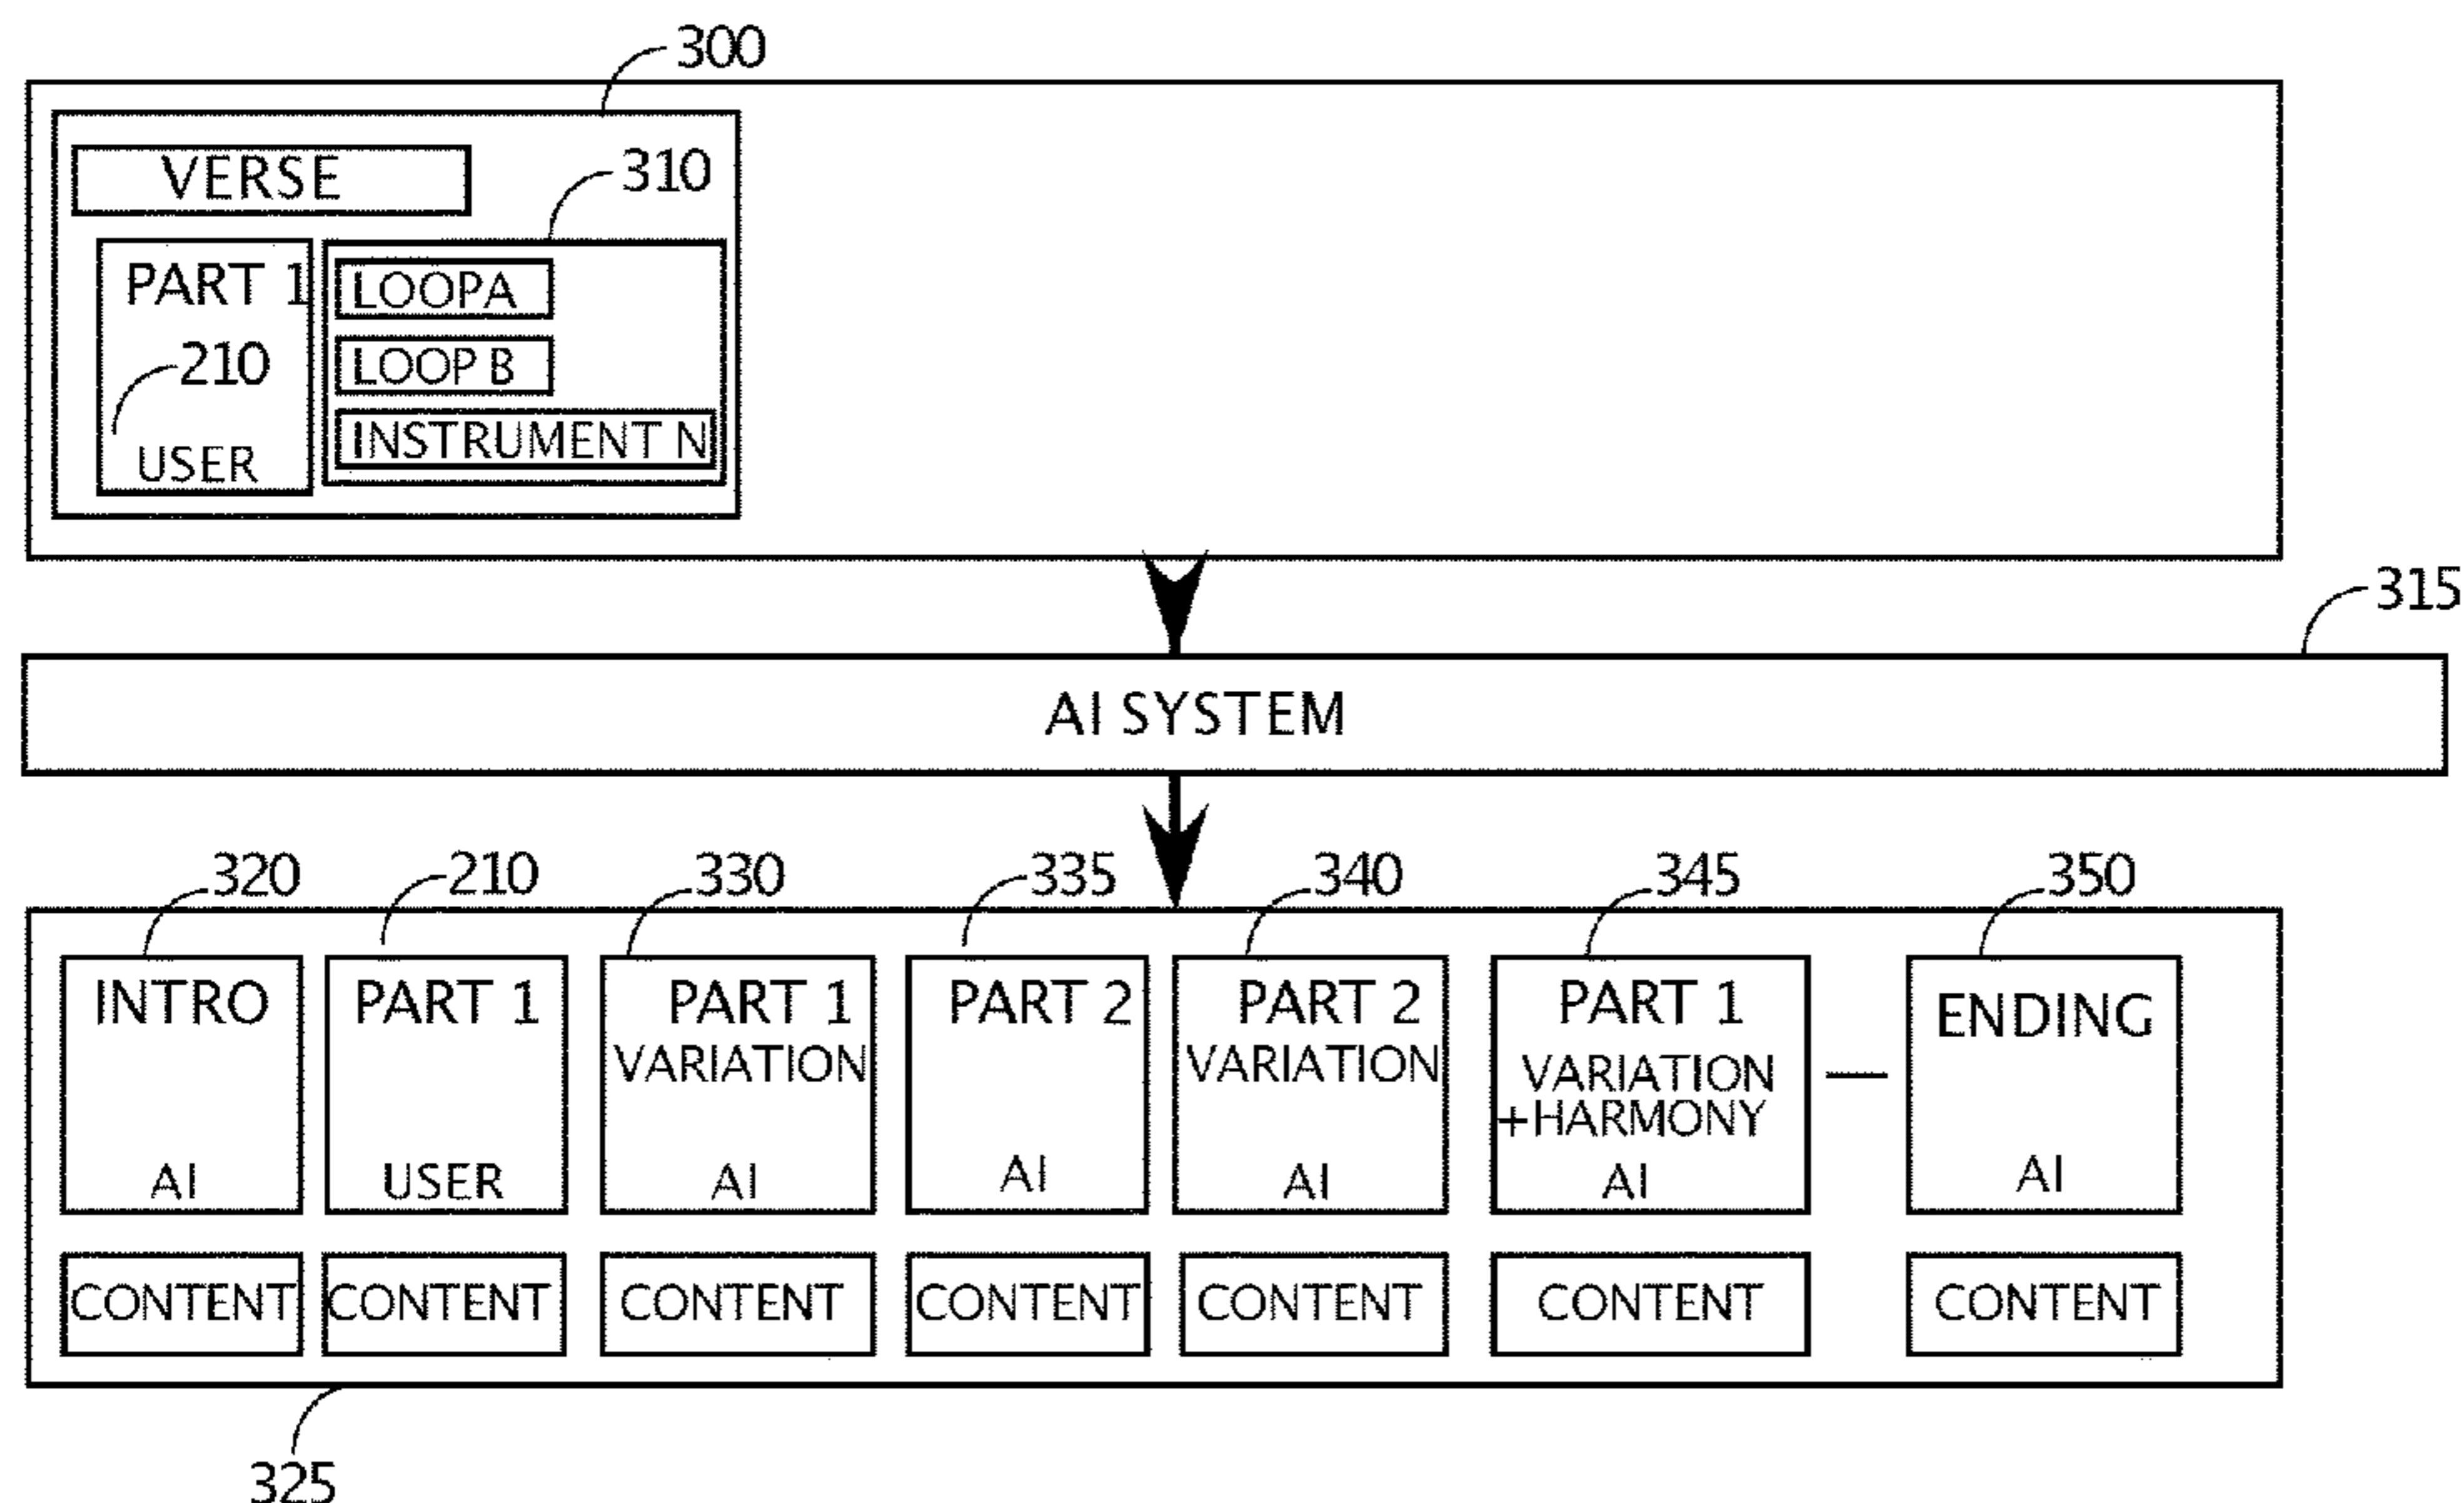 300
VERSE
310
PART 1
LOOPA
210
LOOP B
INSTRUMENT N
USER
315
AI SYSTEM
320 210 330 335 340 345 350
INTRO
AI
PART 1
USER
PART 1
VARIATION
AI
PART 2
AI
PART 2
VARIATION
AI
PART 1
VARIATION
+HARMONY
AI
ENDING
AI
CONTENT CONTENT CONTENT CONTENT CONTENT CONTENT CONTENT
325